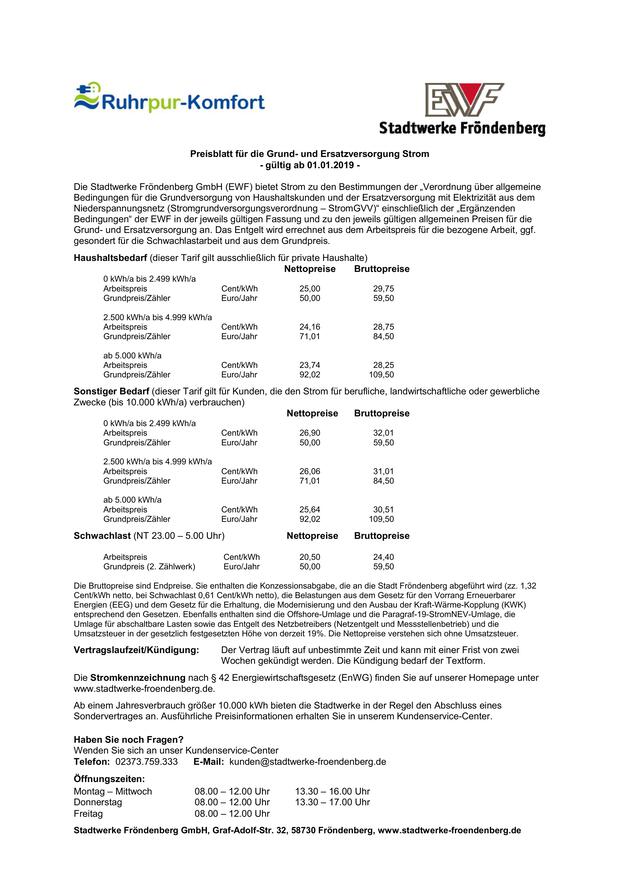 Ruhrpur-Komfort
EWF
Stadtwerke Fröndenberg
Preisblatt für die Grund- und Ersatzversorgung Strom
- gültig ab 01.01.2019 -
Die Stadtwerke Fröndenberg GmbH (EWF) bietet Strom zu den Bestimmungen der „Verordnung über allgemeine
Bedingungen für die Grundversorgung von Haushaltskunden und der Ersatzversorgung mit Elektrizität aus dem
Niederspannungsnetz (Stromgrundversorgungsverordnung – StromGVV)“ einschließlich der „Ergänzenden
Bedingungen“ der EWF in der jeweils gültigen Fassung und zu den jeweils gültigen allgemeinen Preisen für die
Grund- und Ersatzversorgung an. Das Entgelt wird errechnet aus dem Arbeitspreis für die bezogene Arbeit, ggf.
gesondert für die Schwachlastarbeit und aus dem Grundpreis.
Haushaltsbedarf (dieser Tarif gilt ausschließlich für private Haushalte)
Nettopreise Bruttopreise
0 kWh/a bis 2.499 kWh/a
Arbeitspreis Cent/kWh 25,00 29,75
Grundpreis/Zähler Euro/Jahr 50,00 59,50
2.500 kWh/a bis 4.999 kWh/a
Arbeitspreis Cent/kWh 24,16 28,75
Grundpreis/Zähler Euro/Jahr 71,01 84,50
ab 5.000 kWh/a
Arbeitspreis Cent/kWh 23,74 28,25
Grundpreis/Zähler Euro/Jahr 92,02 109,50
Sonstiger Bedarf (dieser Tarif gilt für Kunden, die den Strom für berufliche, landwirtschaftliche oder gewerbliche
Zwecke (bis 10.000 kWh/a) verbrauchen)
Nettopreise Bruttopreise
0 kWh/a bis 2.499 kWh/a
Arbeitspreis Cent/kWh 26,90 32,01
Grundpreis/Zähler Euro/Jahr 50,00 59,50
2.500 kWh/a bis 4.999 kWh/a
Arbeitspreis Cent/kWh 26,06 31,01
Grundpreis/Zähler Euro/Jahr 71,01 84,50
ab 5.000 kWh/a
Arbeitspreis Cent/kWh 25,64 30,51
Grundpreis/Zähler Euro/Jahr 92,02 109,50
Schwachlast (NT 23.00 – 5.00 Uhr) Nettopreise Bruttopreise
Arbeitspreis Cent/kWh 20,50 24,40
Grundpreis (2. Zählwerk) Euro/Jahr 50,00 59,50
Die Bruttopreise sind Endpreise. Sie enthalten die Konzessionsabgabe, die an die Stadt Fröndenberg abgeführt wird (zz. 1,32
Cent/kWh netto, bei Schwachlast 0,61 Cent/kWh netto), die Belastungen aus dem Gesetz für den Vorrang Erneuerbarer
Energien (EEG) und dem Gesetz für die Erhaltung, die Modernisierung und den Ausbau der Kraft-Wärme-Kopplung (KWK)
entsprechend den Gesetzen. Ebenfalls enthalten sind die Offshore-Umlage und die Paragraf-19-StromNEV-Umlage, die
Umlage für abschaltbare Lasten sowie das Entgelt des Netzbetreibers (Netzentgelt und Messstellenbetrieb) und die
Umsatzsteuer in der gesetzlich festgesetzten Höhe von derzeit 19%. Die Nettopreise verstehen sich ohne Umsatzsteuer.
Vertragslaufzeit/Kündigung: Der Vertrag läuft auf unbestimmte Zeit und kann mit einer Frist von zwei
Wochen gekündigt werden. Die Kündigung bedarf der Textform.
Die Stromkennzeichnung nach § 42 Energiewirtschaftsgesetz (EnWG) finden Sie auf unserer Homepage unter
www.stadtwerke-froendenberg.de.
Ab einem Jahresverbrauch größer 10.000 kWh bieten die Stadtwerke in der Regel den Abschluss eines
Sondervertrages an. Ausführliche Preisinformationen erhalten Sie in unserem Kundenservice-Center.
Haben Sie noch Fragen?
Wenden Sie sich an unser Kundenservice-Center
Telefon: 02373.759.333 E-Mail: kunden@stadtwerke-froendenberg.de
Öffnungszeiten:
Montag – Mittwoch 08.00 – 12.00 Uhr 13.30 – 16.00 Uhr
Donnerstag 08.00 – 12.00 Uhr 13.30 – 17.00 Uhr
Freitag 08.00 – 12.00 Uhr
Stadtwerke Fröndenberg GmbH, Graf-Adolf-Str. 32, 58730 Fröndenberg, www.stadtwerke-froendenberg.de